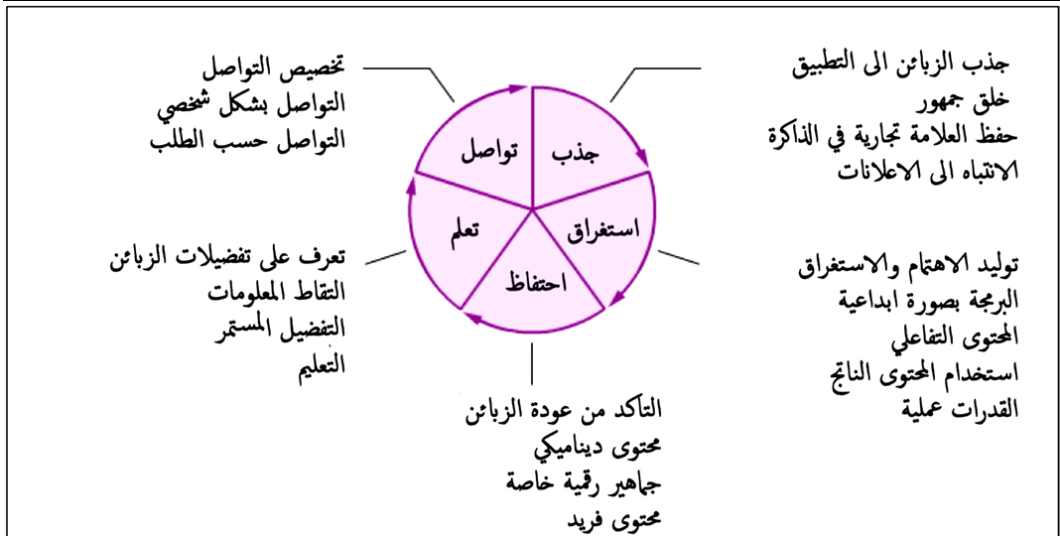 جذب الزبائن الى التطبيق
خلق جمهور
حفظ العلامة تجارية في الذاكرة
الانتباه الى الاعلانات
تخصيص التواصل
التواصل بشكل شخصي
التواصل حسب الطلب
جذب
تواصل
استغراق
تعلم
احتفاظ
توليد الاهتمام والاستغراق
البرمجة بصورة ابداعية
المحتوى التفاعلي
استخدام المحتوى الناتج
القدرات عملية
تعرف على تفضيلات الزبائن
التقاط المعلومات
التفضيل المستمر
التعليم
التاكد من عودة الزبائن
محتوى ديناميكي
جماهير رقمية خاصة
محتوى فريد